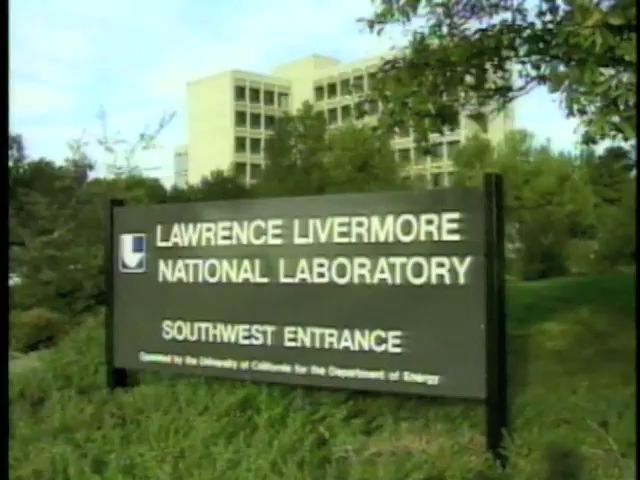 LAWRENCE LIVERMORE
NATIONAL LABORATORY
SOUTHWEST ENTRANCE
Operated by the University of California for the Department of Energy